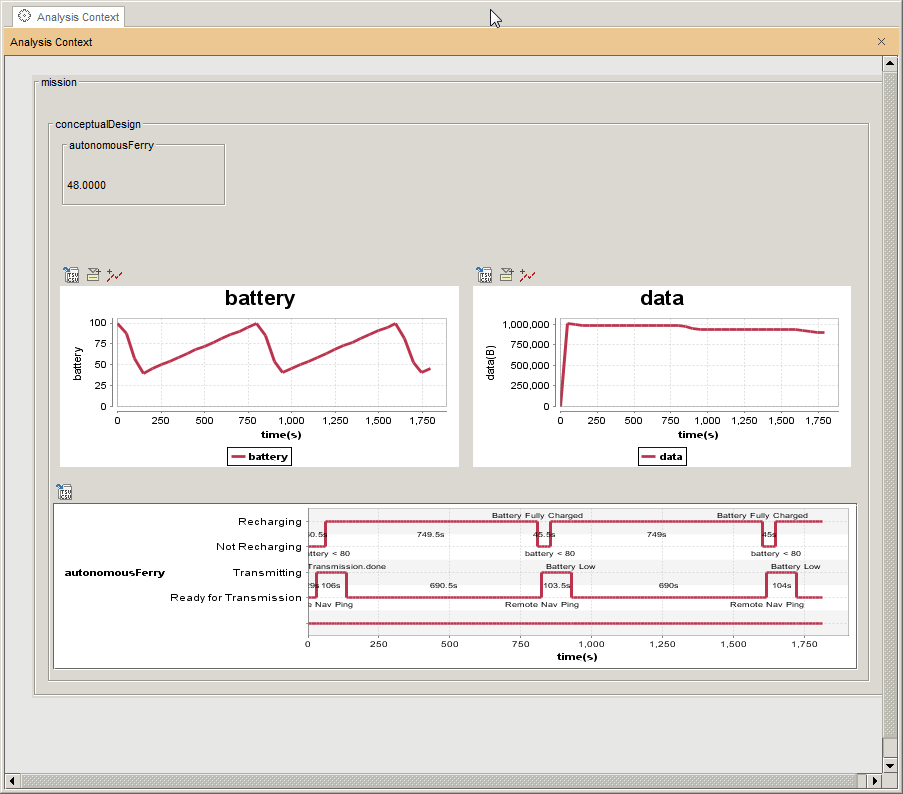 Analysis Context
Analysis Context
mission
conceptualDesign
autonomousFerry
48.0000
battery
100
75
50
25
0
battery
0 250 500 750 1,000 1,250 1,500 1,750
time(s)
battery
data
1,000,000
750,000
500,000
250,000
0
data(B)
0 250 500 750 1,000 1,250 1,500 1,750
time(s)
data
autonomousFerry
Battery Fully Charged Battery Fully Charged
Recharging
0.5s 749.5s 45.5s 749s 45s
Not Recharging
ttery < 80 battery < 80 battery < 80
Transmission.done Battery Low Battery Low
Transmitting
9s 106s 690.5s 103.5s 690s 104s
Ready for Transmission
e Nav Ping Remote Nav Ping Remote Nav Ping
0 250 500 750 1,000 1,250 1,500 1,750
time(s)